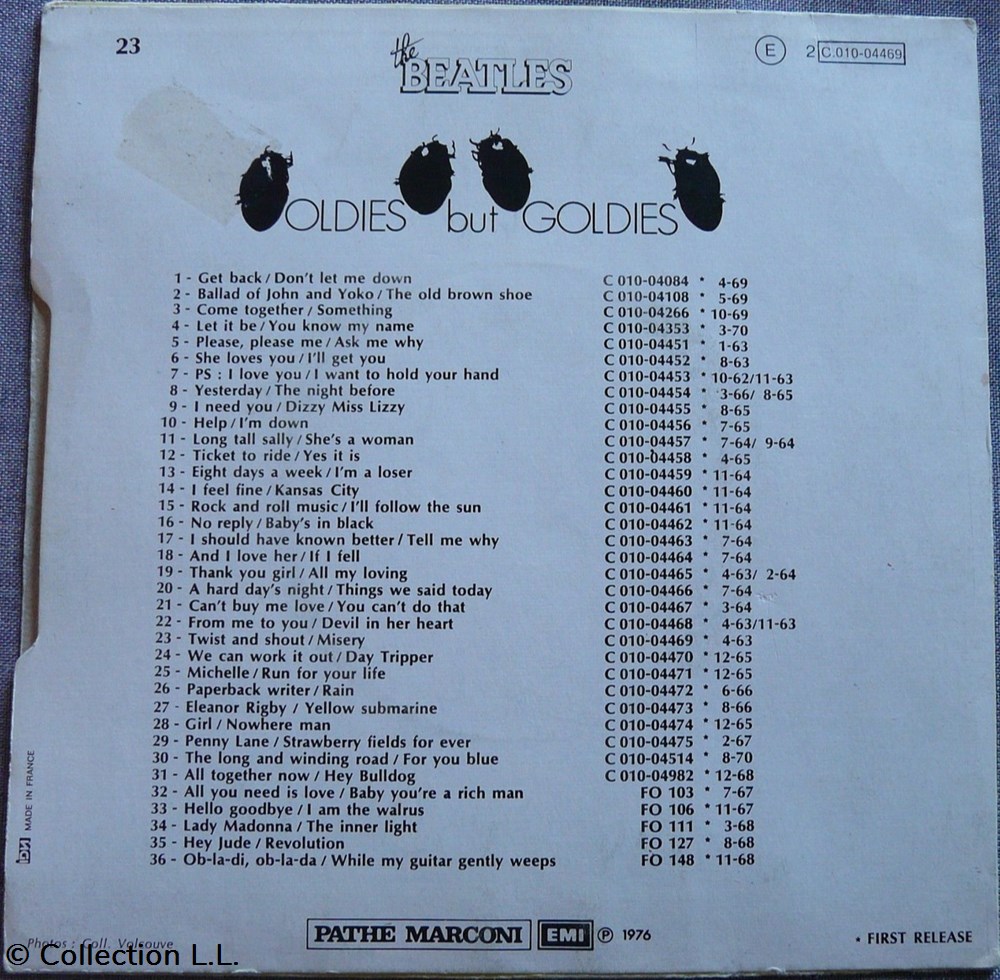 23
the BEATLES
E 2 C.010-04469
OLDIES but GOLDIES
1 - Get back / Don't let me down C 010-04084 * 4-69
2 - Ballad of John and Yoko / The old brown shoe C 010-04108 * 5-69
3 - Come together / Something C 010-04266 * 10-69
4 - Let it be / You know my name C 010-04353 * 3-70
5 - Please, please me / Ask me why C 010-04451 * 1-63
6 - She loves you / I'll get you C 010-04452 * 8-63
7 - PS : I love you / I want to hold your hand C 010-04453 * 10-62/11-63
8 - Yesterday / The night before C 010-04454 * 3-66/ 8-65
9 - I need you / Dizzy Miss Lizzy C 010-04455 * 8-65
10 - Help / I'm down C 010-04456 * 7-65
11 - Long tall sally / She's a woman C 010-04457 * 7-64/ 9-64
12 - Ticket to ride / Yes it is C 010-04458 * 4-65
13 - Eight days a week / I'm a loser C 010-04459 * 11-64
14 - I feel fine / Kansas City C 010-04460 * 11-64
15 - Rock and roll music / I'll follow the sun C 010-04461 * 11-64
16 - No reply / Baby's in black C 010-04462 * 11-64
17 - I should have known better / Tell me why C 010-04463 * 7-64
18 - And I love her / If I fell C 010-04464 * 7-64
19 - Thank you girl / All my loving C 010-04465 * 4-63/ 2-64
20 - A hard day's night / Things we said today C 010-04466 * 7-64
21 - Can't buy me love / You can't do that C 010-04467 * 3-64
22 - From me to you / Devil in her heart C 010-04468 * 4-63/11-63
23 - Twist and shout / Misery C 010-04469 * 4-63
24 - We can work it out / Day Tripper C 010-04470 * 12-65
25 - Michelle / Run for your life C 010-04471 * 12-65
26 - Paperback writer / Rain C 010-04472 * 6-66
27 - Eleanor Rigby / Yellow submarine C 010-04473 * 8-66
28 - Girl / Nowhere man C 010-04474 * 12-65
29 - Penny Lane / Strawberry fields for ever C 010-04475 * 2-67
30 - The long and winding road / For you blue C 010-04514 * 8-70
31 - All together now / Hey Bulldog C 010-04982 * 12-68
32 - All you need is love / Baby you're a rich man FO 103 * 7-67
33 - Hello goodbye / I am the walrus FO 106 * 11-67
34 - Lady Madonna / The inner light FO 111 * 3-68
35 - Hey Jude / Revolution FO 127 * 8-68
36 - Ob-la-di, ob-la-da / While my guitar gently weeps FO 148 * 11-68
MADE IN FRANCE
Photos : Coll. Volcouve
PATHE MARCONI EMI Ⓟ 1976
* FIRST RELEASE
© Collection L.L.